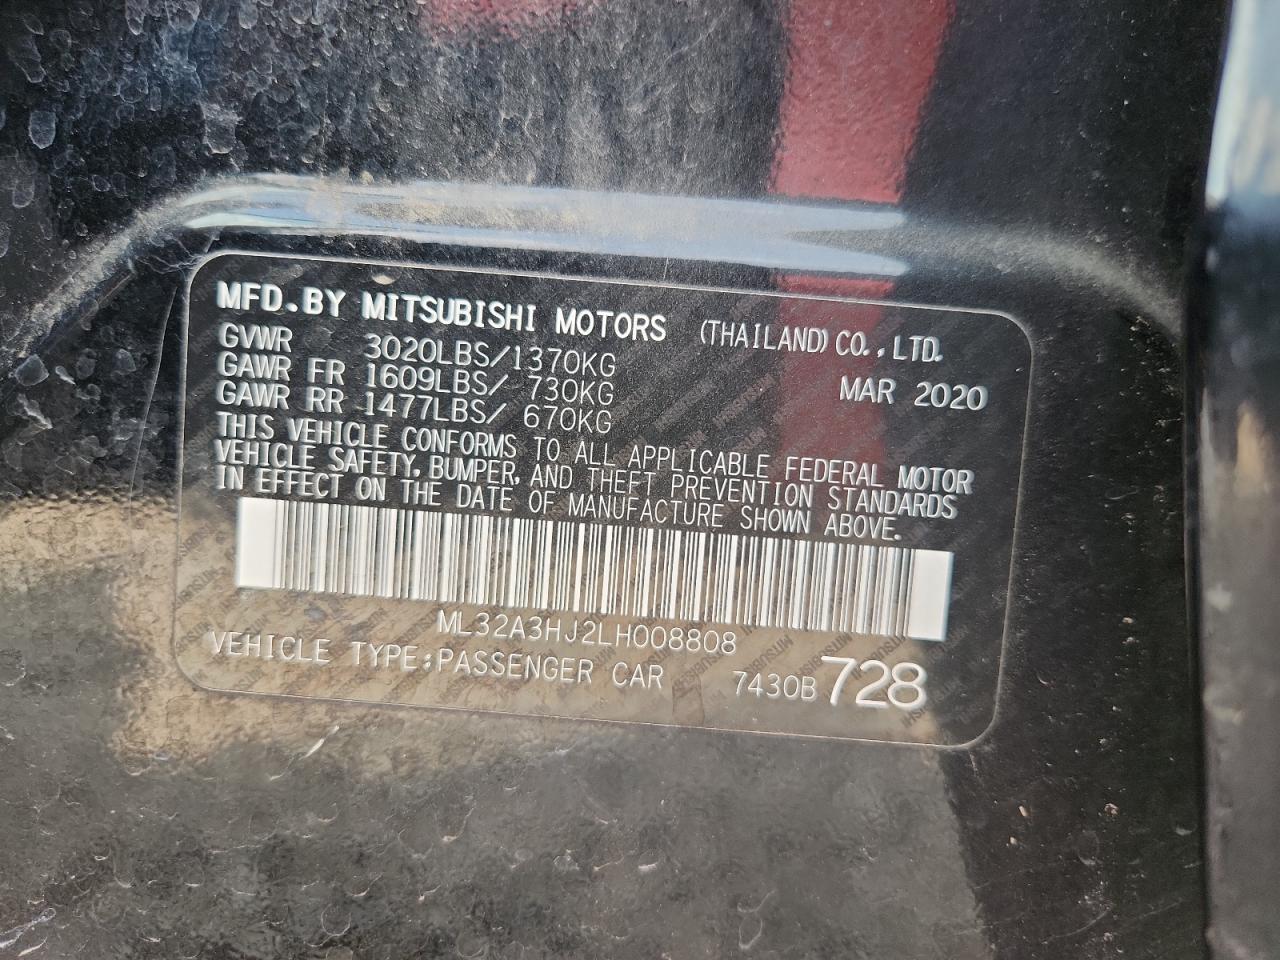 MFD.BY MITSUBISHI MOTORS (THAILAND) CO.,LTD.
GVWR 3020LBS/1370KG
GAWR FR 1609LBS/ 730KG MAR 2020
GAWR RR 1477LBS/ 670KG
THIS VEHICLE CONFORMS TO ALL APPLICABLE FEDERAL MOTOR
VEHICLE SAFETY, BUMPER, AND THEFT PREVENTION STANDARDS
IN EFFECT ON THE DATE OF MANUFACTURE SHOWN ABOVE.
ML32A3HJ2LH008808
VEHICLE TYPE:PASSENGER CAR 7430B 728